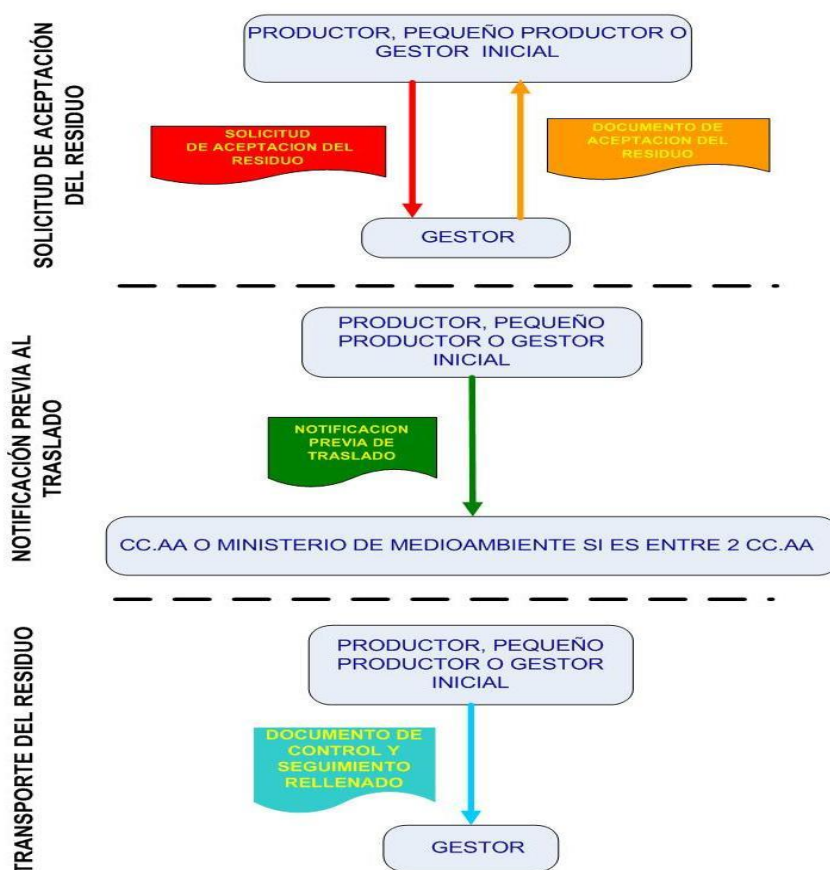 SOLICITUD DE ACEPTACIÓN
DEL RESIDUO
PRODUCTOR, PEQUEÑO PRODUCTOR O
GESTOR INICIAL
SOLICITUD
DE ACEPTACION DEL
RESIDUO
DOCUMENTO DE
ACEPTACION DEL
RESIDUO
GESTOR
NOTIFICACIÓN PREVIA AL
TRASLADO
PRODUCTOR, PEQUEÑO
PRODUCTOR O GESTOR
INICIAL
NOTIFICACION
PREVIA DE
TRASLADO
CC.AA O MINISTERIO DE MEDIOAMBIENTE SI ES ENTRE 2 CC.AA
TRANSPORTE DEL RESIDUO
PRODUCTOR, PEQUEÑO
PRODUCTOR O GESTOR
INICIAL
DOCUMENTO DE
CONTROL Y
SEGUIMIENTO
RELLENADO
GESTOR